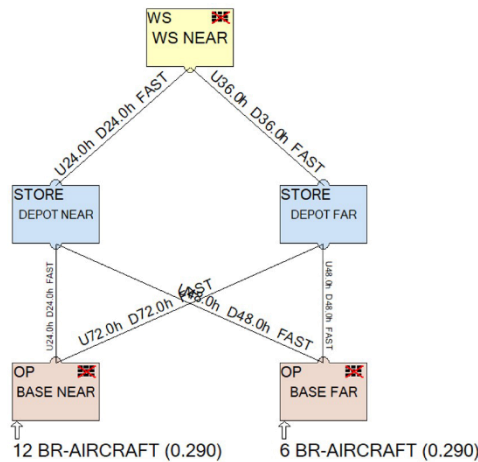 WS
WS NEAR
U24.0h D24.0h FAST
U36.0h D36.0h FAST
STORE
DEPOT NEAR
STORE
DEPOT FAR
U24.0h D24.0h FAST
U72.0h D72.0h FAST
U48.0h D48.0h FAST
U48.0h D48.0h FAST
OP
BASE NEAR
OP
BASE FAR
12 BR-AIRCRAFT (0.290)
6 BR-AIRCRAFT (0.290)